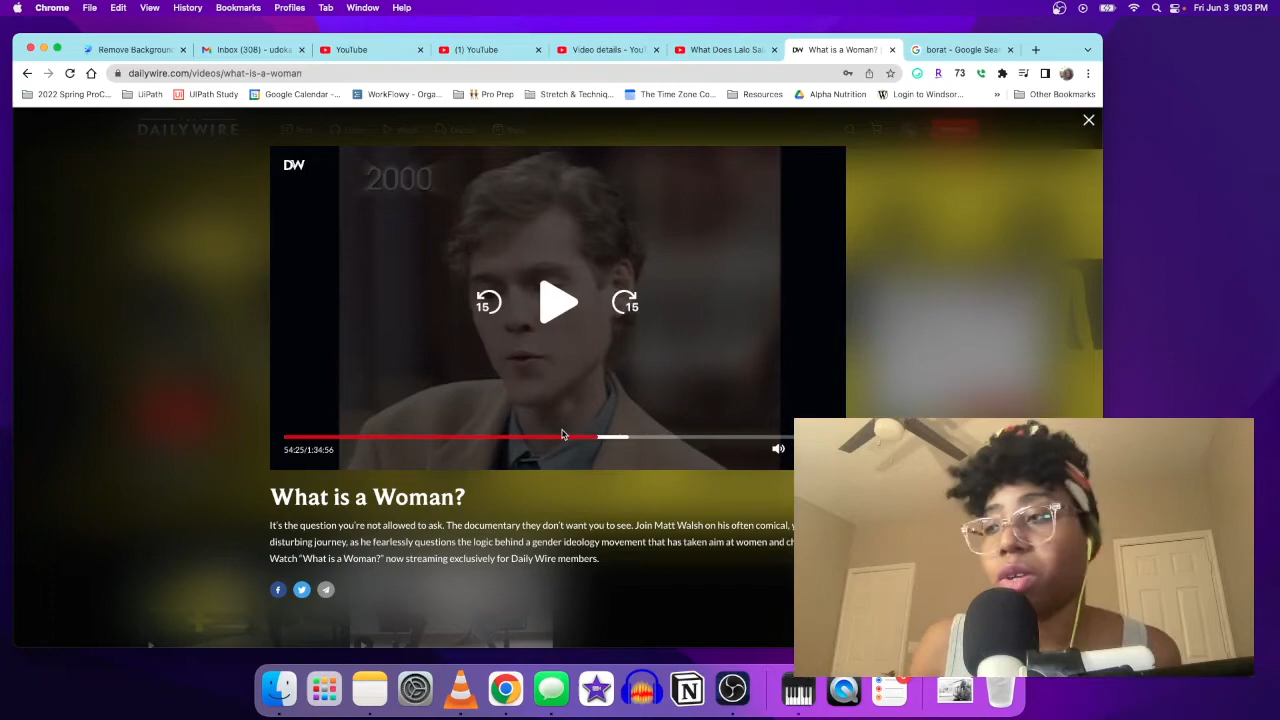 Chrome File Edit View History Bookmarks Profiles Tab Window Help Fri Jun 3 9:03 PM
Remove Background Inbox (308) - udoka YouTube (1) YouTube Video details - You What Does Lalo Sal What is a Woman? borat - Google Sea
dailywire.com/videos/what-is-a-woman 73
2022 Spring ProC... UiPath UIPath Study Google Calendar -... WorkFlowy - Orga... Pro Prep Stretch & Techniq... The Time Zone Co... Resources Alpha Nutrition Login to Windsor... » Other Bookmarks
DAILYWIRE
DW
2000
15 15
54:25/1:34:56
What is a Woman?
It's the question you're not allowed to ask. The documentary they don't want you to see. Join Matt Walsh on his often comical,
disturbing journey, as he fearlessly questions the logic behind a gender ideology movement that has taken aim at women and ch
Watch "What is a Woman?" now streaming exclusively for Daily Wire members.